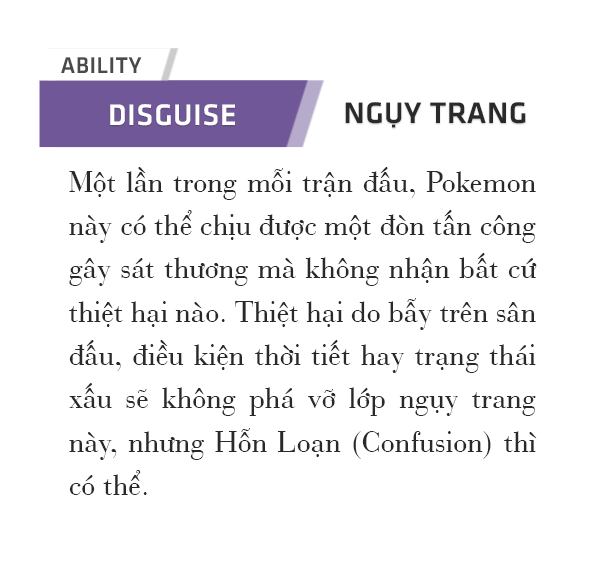 ABILITY
DISGUISE
NGỤY TRANG
Một lần trong mỗi trận đấu, Pokemon
này có thể chịu được một đòn tấn công
gây sát thương mà không nhận bất cứ
thiệt hại nào. Thiệt hại do bẫy trên sân
đấu, điều kiện thời tiết hay trạng thái
xấu sẽ không phá vỡ lớp ngụy trang
này, nhưng Hỗn Loạn (Confusion) thì
có thể.